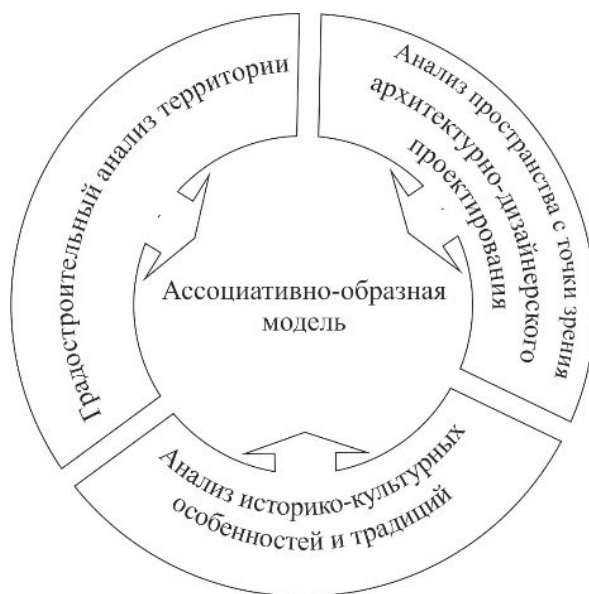 Градостроительный анализ территории
Анализ пространства с точки зрения
архитектурно-дизайнерского
проектирования
Ассоциативно-образная
модель
Анализ историко-культурных
особенностей и традиций